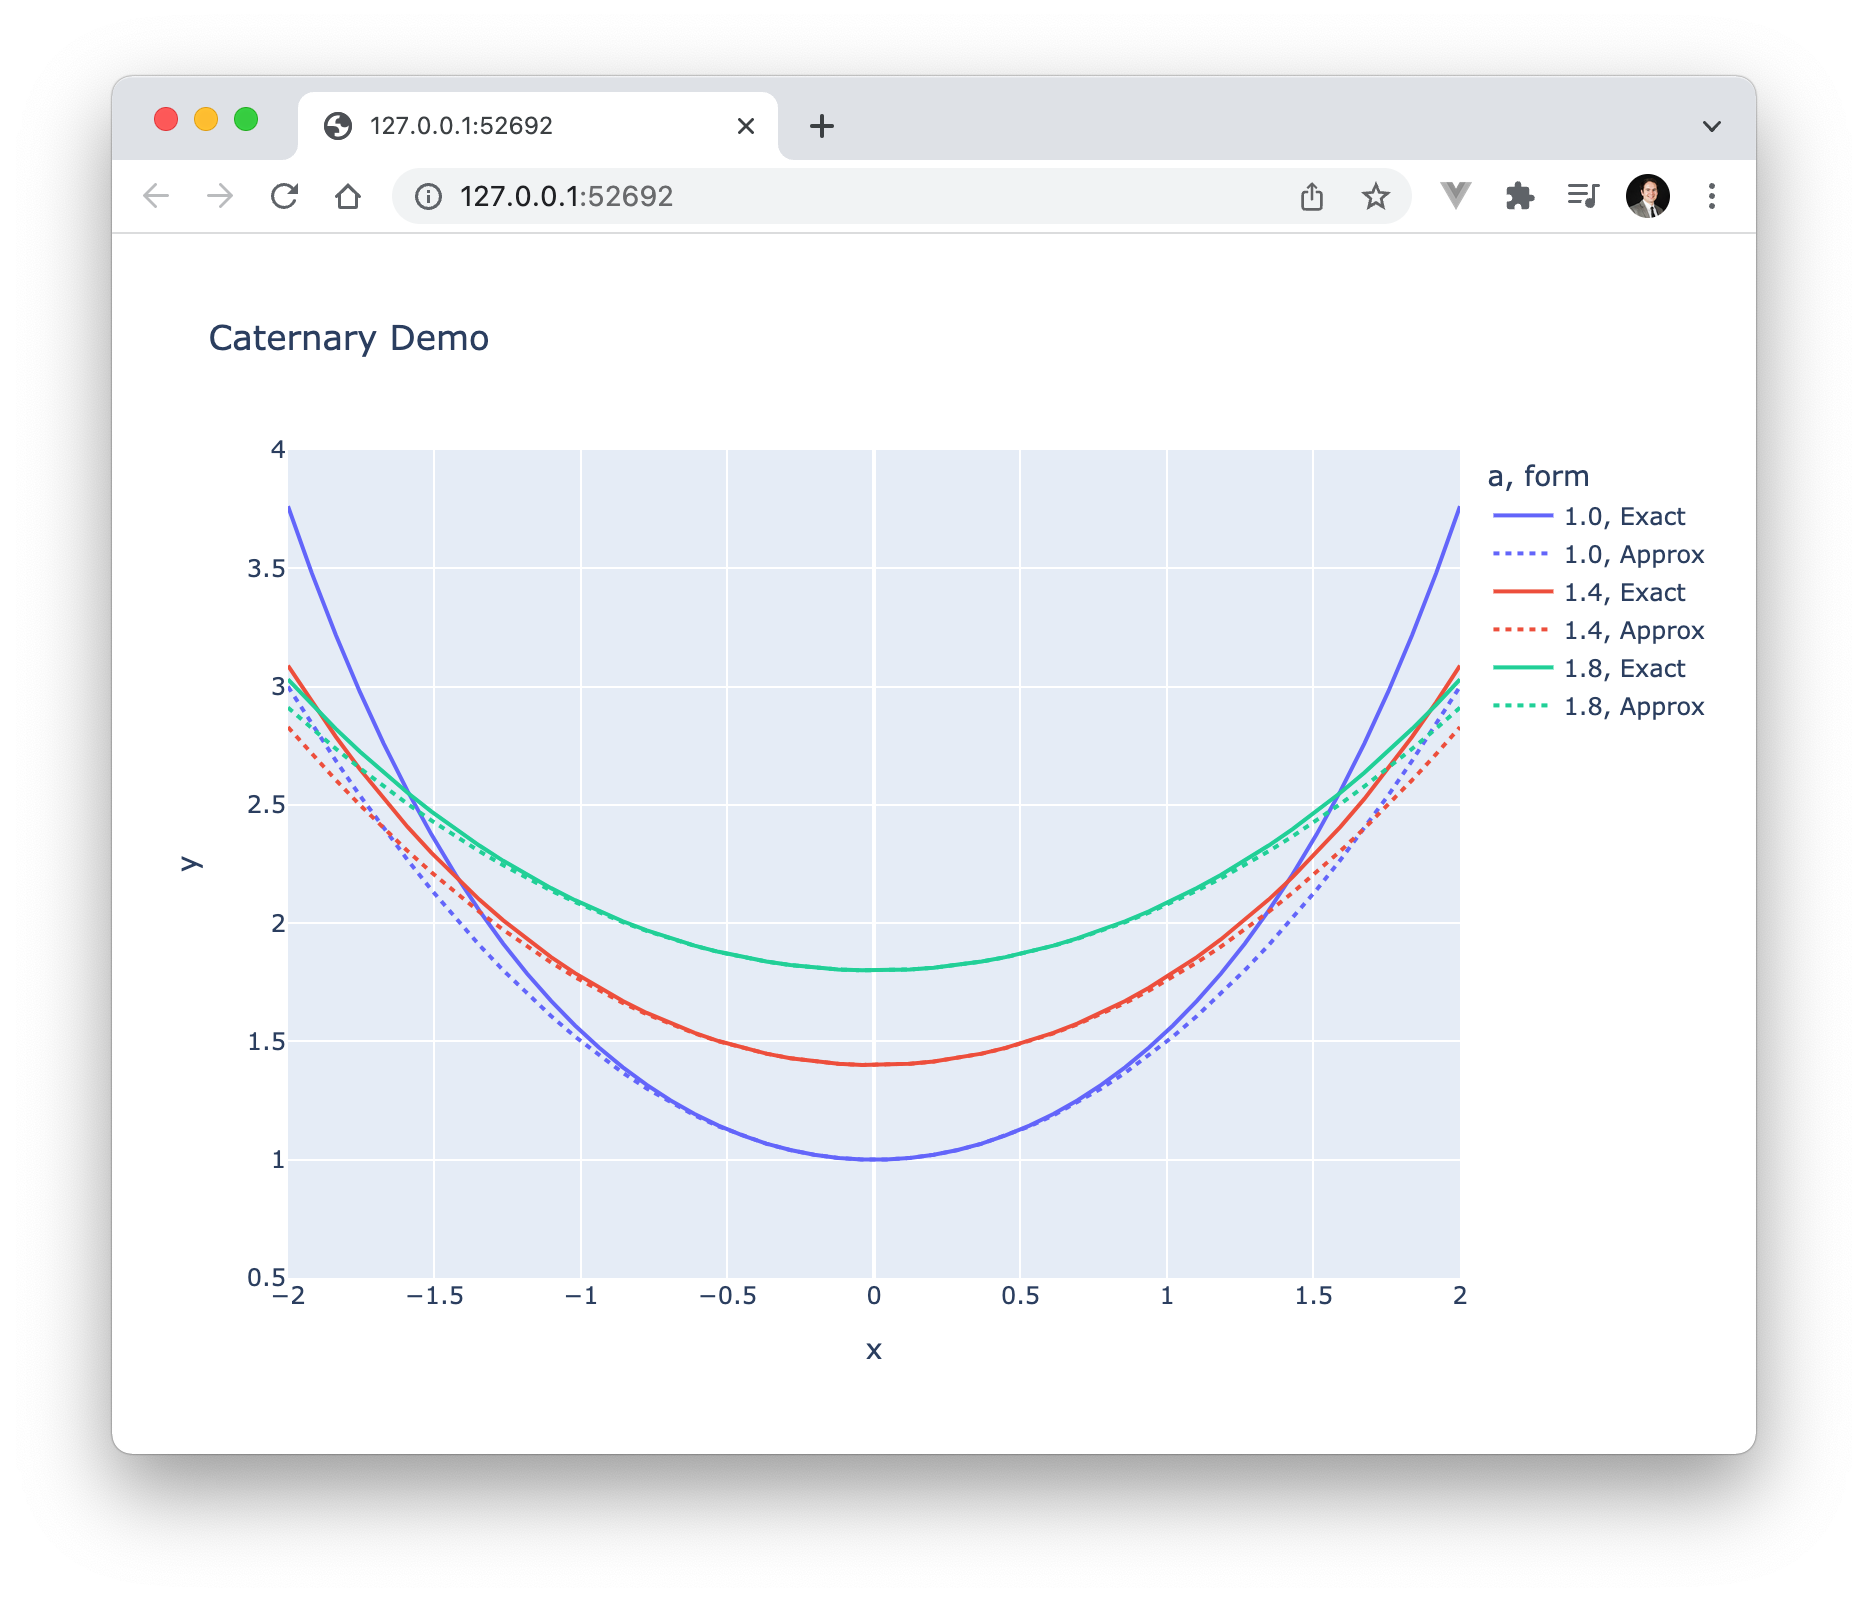 127.0.0.1:52692
127.0.0.1:52692
Caternary Demo
4
3.5
3
2.5
2
1.5
1
0.5
y
−2
−1.5
−1
−0.5
0
0.5
1
1.5
2
x
a, form
1.0, Exact
1.0, Approx
1.4, Exact
1.4, Approx
1.8, Exact
1.8, Approx